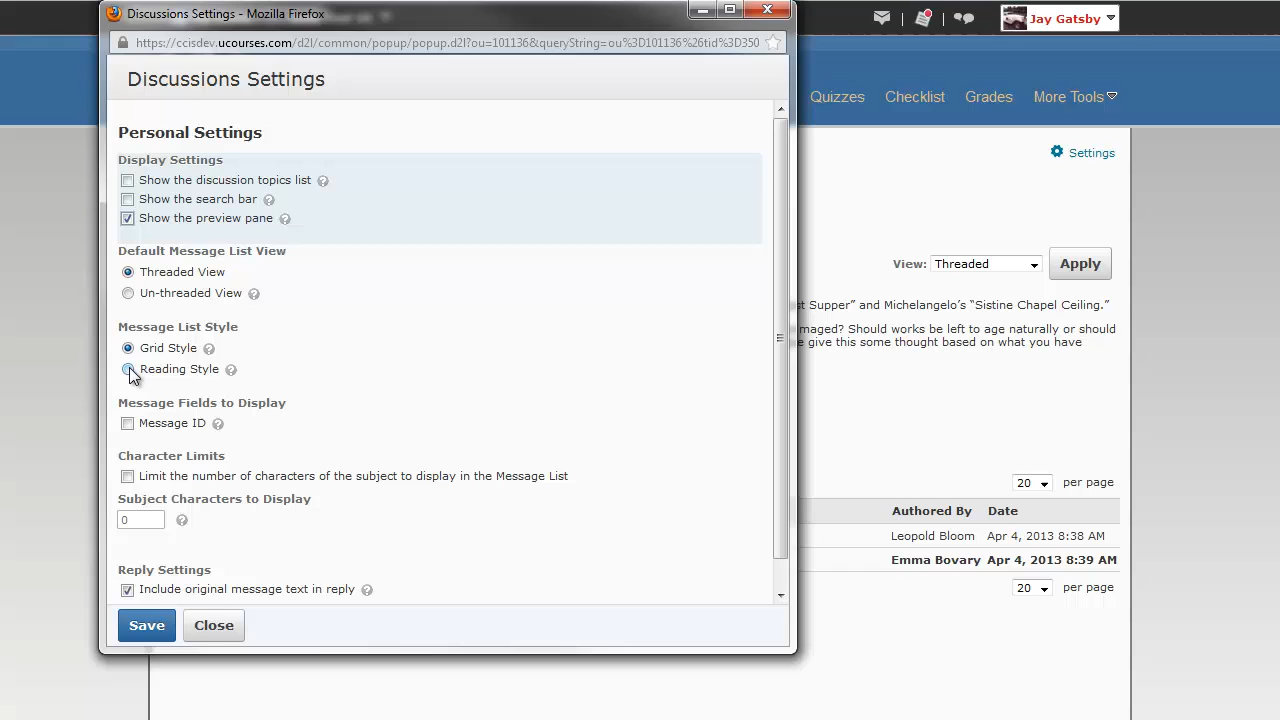 Discussions Settings - Mozilla Firefox
Jay Gatsby
https://ccisdev.ucourses.com/d2l/common/popup/popup.d2l?ou=101136&queryString=ou%3D101136%26tid%3D350
Discussions Settings
Quizzes Checklist Grades More Tools
Settings
Personal Settings
Display Settings
Show the discussion topics list ?
Show the search bar ?
Show the preview pane ?
Default Message List View
Threaded View
Un-threaded View ?
View: Threaded Apply
st Supper” and Michelangelo’s “Sistine Chapel Ceiling.”
maged? Should works be left to age naturally or should
e give this some thought based on what you have
Message List Style
Grid Style ?
Reading Style ?
Message Fields to Display
Message ID ?
Character Limits
Limit the number of characters of the subject to display in the Message List
Subject Characters to Display
0 ?
20 per page
Authored By Date
Leopold Bloom Apr 4, 2013 8:38 AM
Emma Bovary Apr 4, 2013 8:39 AM
20 per page
Reply Settings
Include original message text in reply ?
Save Close